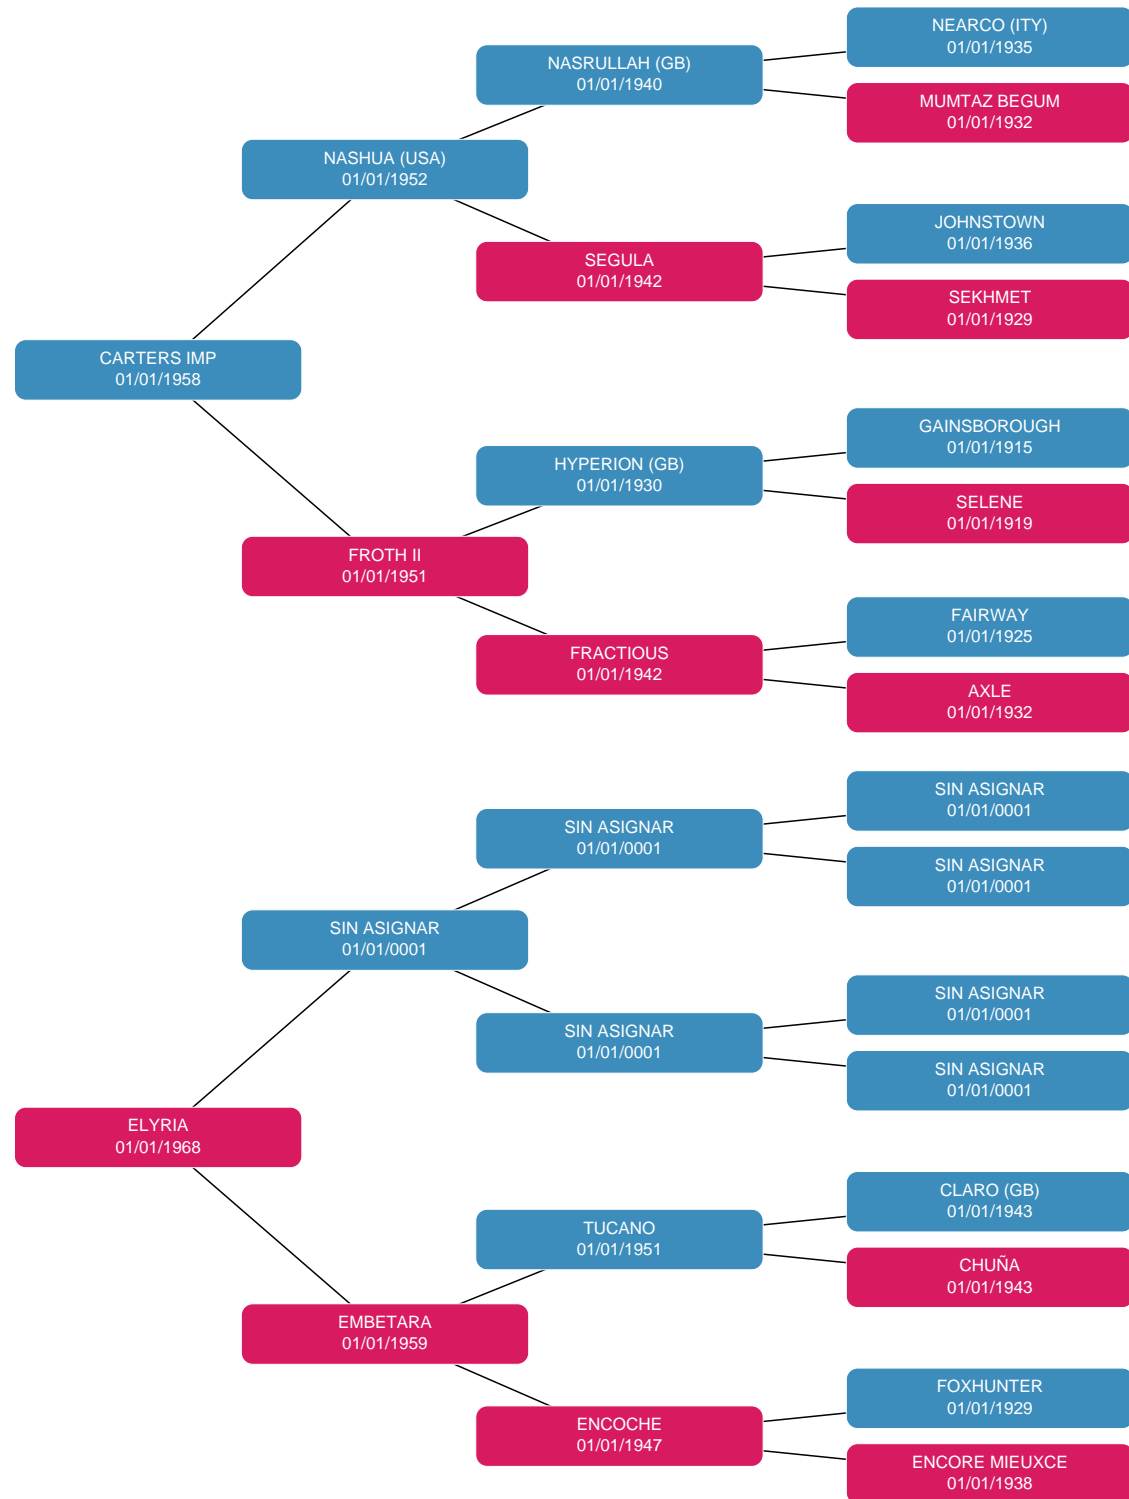 NEARCO (ITY)
01/01/1935
NASRULLAH (GB)
01/01/1940
MUMTAZ BEGUM
01/01/1932
NASHUA (USA)
01/01/1952
JOHNSTOWN
01/01/1936
SEGULA
01/01/1942
SEKHMET
01/01/1929
CARTERS IMP
01/01/1958
GAINSBOROUGH
01/01/1915
HYPERION (GB)
01/01/1930
SELENE
01/01/1919
FROTH II
01/01/1951
FAIRWAY
01/01/1925
FRACTIOUS
01/01/1942
AXLE
01/01/1932
SIN ASIGNAR
01/01/0001
SIN ASIGNAR
01/01/0001
SIN ASIGNAR
01/01/0001
SIN ASIGNAR
01/01/0001
SIN ASIGNAR
01/01/0001
SIN ASIGNAR
01/01/0001
SIN ASIGNAR
01/01/0001
ELYRIA
01/01/1968
CLARO (GB)
01/01/1943
TUCANO
01/01/1951
CHUÑA
01/01/1943
EMBETARA
01/01/1959
FOXHUNTER
01/01/1929
ENCOCHE
01/01/1947
ENCORE MIEUXCE
01/01/1938